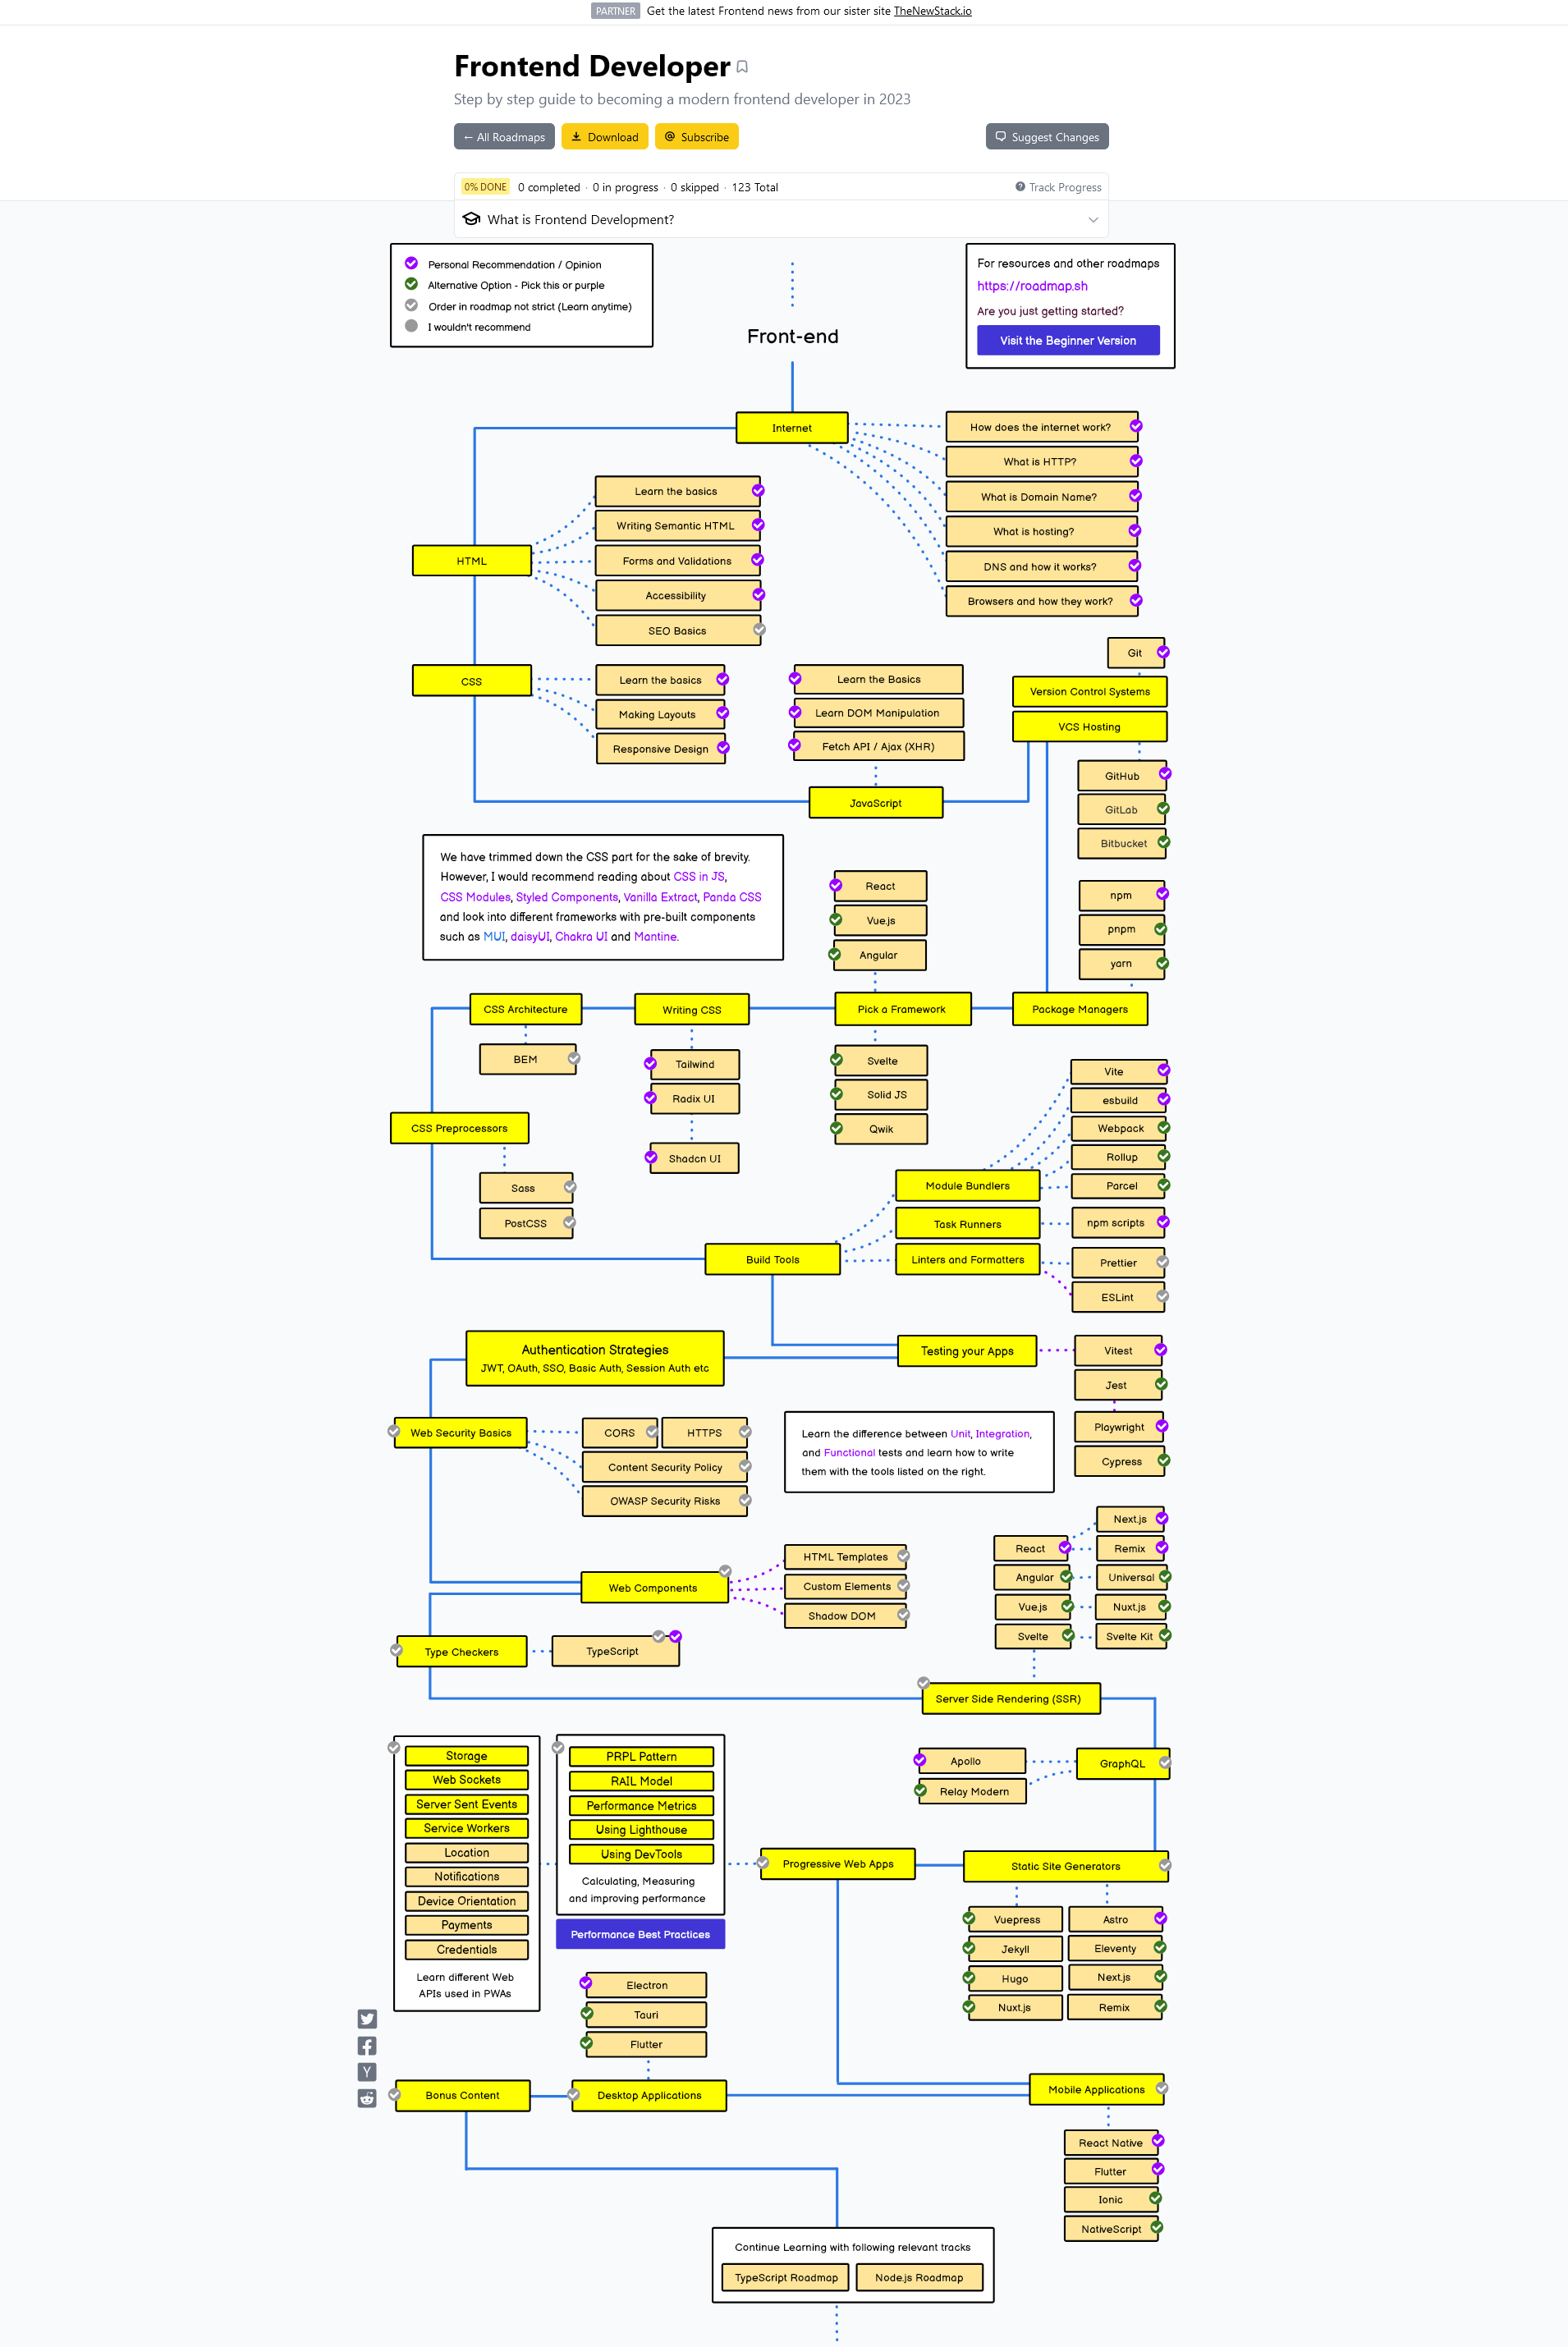 PARTNER Get the latest Frontend news from our sister site TheNewStack.io
Frontend Developer
Step by step guide to becoming a modern frontend developer in 2023
← All Roadmaps
Download
@ Subscribe
Suggest Changes
0% DONE 0 completed · 0 in progress · 0 skipped · 123 Total
Track Progress
What is Frontend Development?
Personal Recommendation / Opinion
Alternative Option - Pick this or purple
Order in roadmap not strict (Learn anytime)
I wouldn't recommend
For resources and other roadmaps
https://roadmap.sh
Are you just getting started?
Visit the Beginner Version
Front-end
Internet
How does the internet work?
What is HTTP?
What is Domain Name?
What is hosting?
DNS and how it works?
Browsers and how they work?
HTML
Learn the basics
Writing Semantic HTML
Forms and Validations
Accessibility
SEO Basics
CSS
Learn the basics
Making Layouts
Responsive Design
Learn the Basics
Learn DOM Manipulation
Fetch API / Ajax (XHR)
JavaScript
Git
Version Control Systems
VCS Hosting
GitHub
GitLab
Bitbucket
We have trimmed down the CSS part for the sake of brevity.
However, I would recommend reading about CSS in JS,
CSS Modules, Styled Components, Vanilla Extract, Panda CSS
and look into different frameworks with pre-built components
such as MUI, daisyUI, Chakra UI and Mantine.
React
Vue.js
Angular
npm
pnpm
yarn
CSS Architecture
Writing CSS
Pick a Framework
Package Managers
BEM
Tailwind
Radix UI
Shadcn UI
Svelte
Solid JS
Qwik
CSS Preprocessors
Sass
PostCSS
Vite
esbuild
Webpack
Rollup
Parcel
Module Bundlers
Task Runners
npm scripts
Build Tools
Linters and Formatters
Prettier
ESLint
Authentication Strategies
JWT, OAuth, SSO, Basic Auth, Session Auth etc
Testing your Apps
Vitest
Jest
Playwright
Cypress
Web Security Basics
CORS
HTTPS
Content Security Policy
OWASP Security Risks
Learn the difference between Unit, Integration,
and Functional tests and learn how to write
them with the tools listed on the right.
Web Components
HTML Templates
Custom Elements
Shadow DOM
Next.js
React
Remix
Angular
Universal
Vue.js
Nuxt.js
Svelte
Svelte Kit
Type Checkers
TypeScript
Server Side Rendering (SSR)
Storage
Web Sockets
Server Sent Events
Service Workers
Location
Notifications
Device Orientation
Payments
Credentials
Learn different Web
APIs used in PWAs
PRPL Pattern
RAIL Model
Performance Metrics
Using Lighthouse
Using DevTools
Calculating, Measuring
and improving performance
Performance Best Practices
Apollo
Relay Modern
GraphQL
Progressive Web Apps
Static Site Generators
Vuepress
Astro
Jekyll
Eleventy
Hugo
Next.js
Nuxt.js
Remix
Electron
Tauri
Flutter
Bonus Content
Desktop Applications
Mobile Applications
React Native
Flutter
Ionic
NativeScript
Continue Learning with following relevant tracks
TypeScript Roadmap
Node.js Roadmap